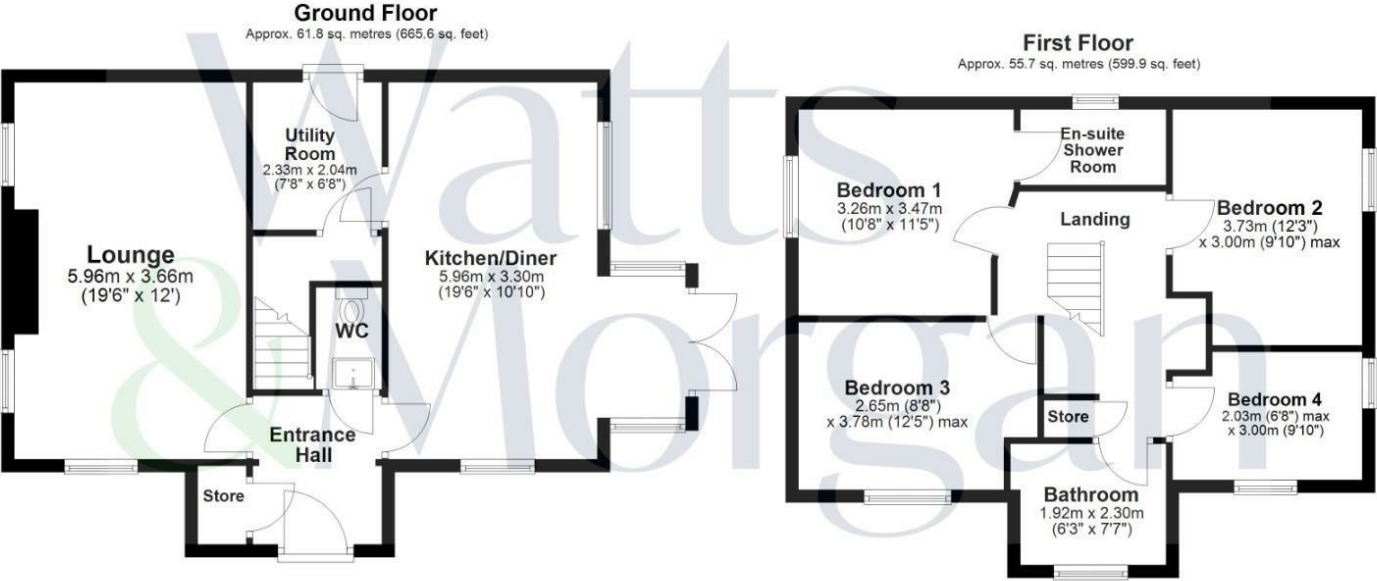 Ground Floor
Approx. 61.8 sq. metres (665.6 sq. feet)
Utility
Room
2.33m x 2.04m
(7'8" x 6'8")
Lounge
5.96m x 3.66m
(19'6" x 12')
Kitchen/Diner
5.96m x 3.30m
(19'6" x 10'10")
WC
Entrance
Hall
Store
First Floor
Approx. 55.7 sq. metres (599.9 sq. feet)
En-suite
Shower
Room
Bedroom 1
3.26m x 3.47m
(10'8" x 11'5")
Landing
Bedroom 2
3.73m (12'3")
x 3.00m (9'10") max
Bedroom 3
2.65m (8'8")
x 3.78m (12'5") max
Store
Bedroom 4
2.03m (6'8") max
x 3.00m (9'10")
Bathroom
1.92m x 2.30m
(6'3" x 7'7")
Watts
&Morgan